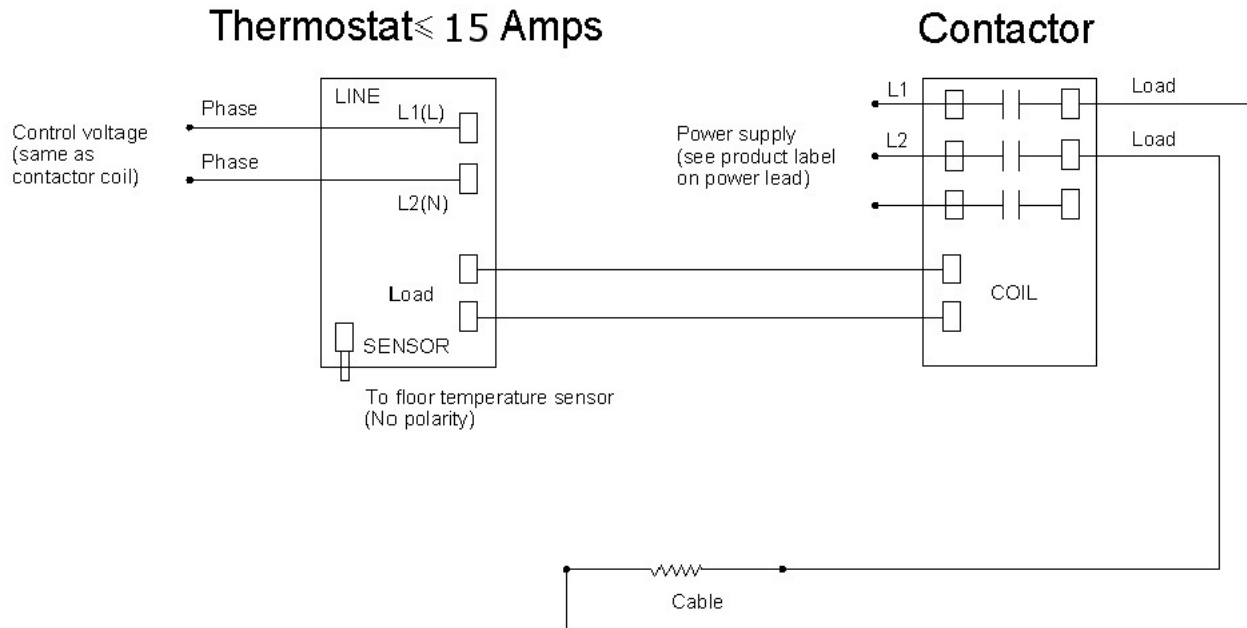 Thermostat≤ 15 Amps
Contactor
LINE
Phase
L1(L)
Control voltage
(same as
contactor coil)
Phase
L2(N)
Load
SENSOR
To floor temperature sensor
(No polarity)
L1
Load
Power supply
(see product label
on power lead)
L2
Load
COIL
Cable